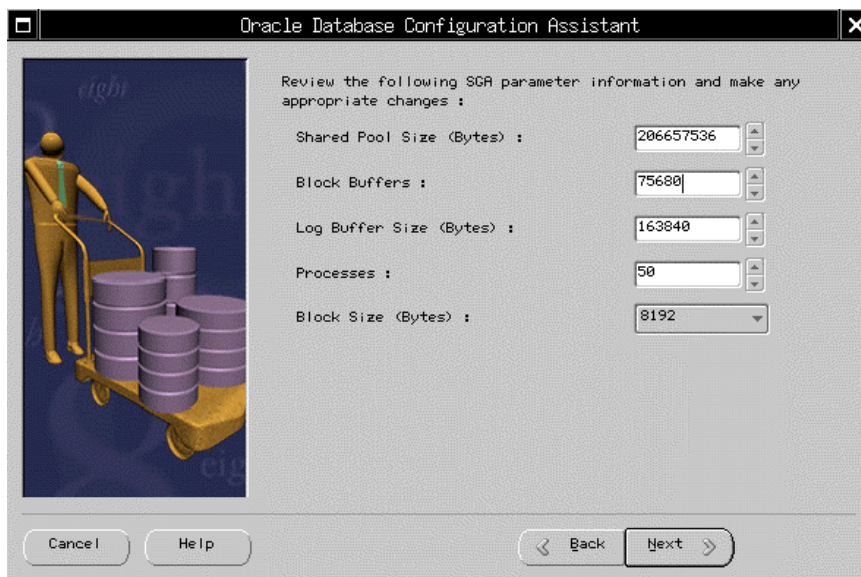 Oracle Database Configuration Assistant
eight
Review the following SGA parameter information and make any
appropriate changes :
Shared Pool Size (Bytes) : 206657536
Block Buffers : 75680
Log Buffer Size (Bytes) : 163840
Processes : 50
Block Size (Bytes) : 8192
Cancel Help Back Next